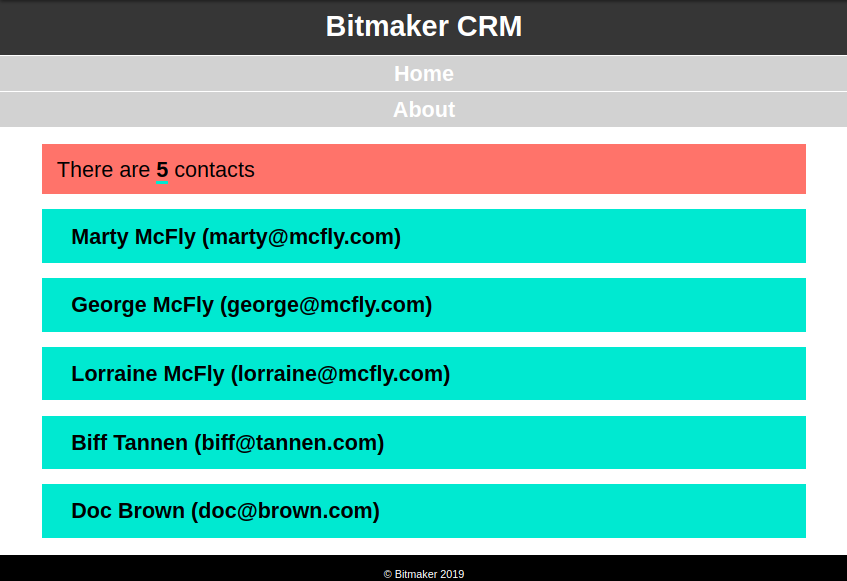 Bitmaker CRM
Home
About
There are 5 contacts
Marty McFly (marty@mcfly.com)
George McFly (george@mcfly.com)
Lorraine McFly (lorraine@mcfly.com)
Biff Tannen (biff@tannen.com)
Doc Brown (doc@brown.com)
© Bitmaker 2019